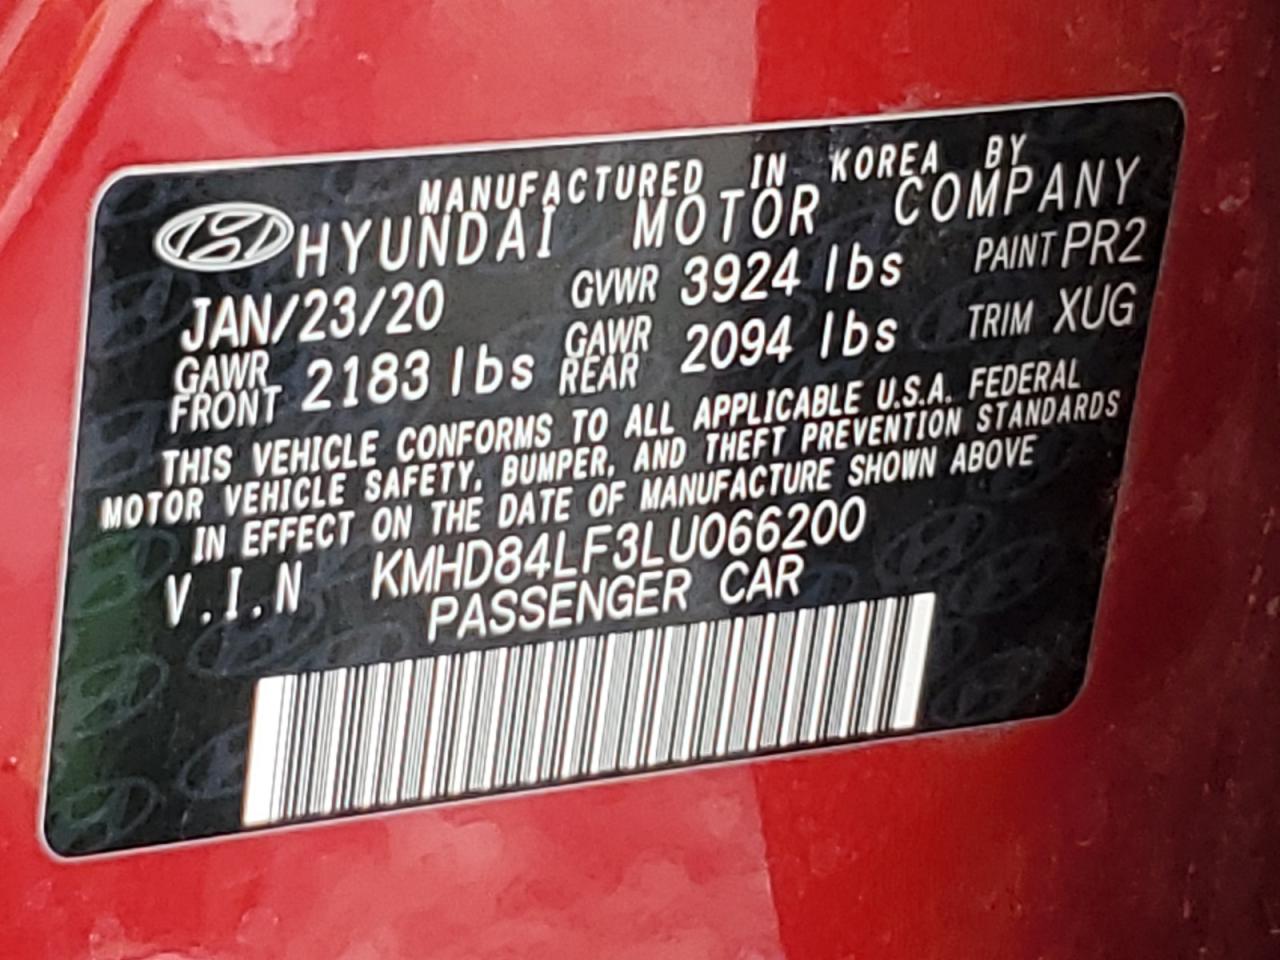 MANUFACTURED IN KOREA BY
HYUNDAI MOTOR COMPANY
JAN/23/20 GVWR 3924 lbs PAINT PR2
GAWR FRONT 2183 lbs GAWR REAR 2094 lbs TRIM XUG
THIS VEHICLE CONFORMS TO ALL APPLICABLE U.S.A. FEDERAL
MOTOR VEHICLE SAFETY, BUMPER, AND THEFT PREVENTION STANDARDS
IN EFFECT ON THE DATE OF MANUFACTURE SHOWN ABOVE
V.I.N KMHD84LF3LU066200
PASSENGER CAR